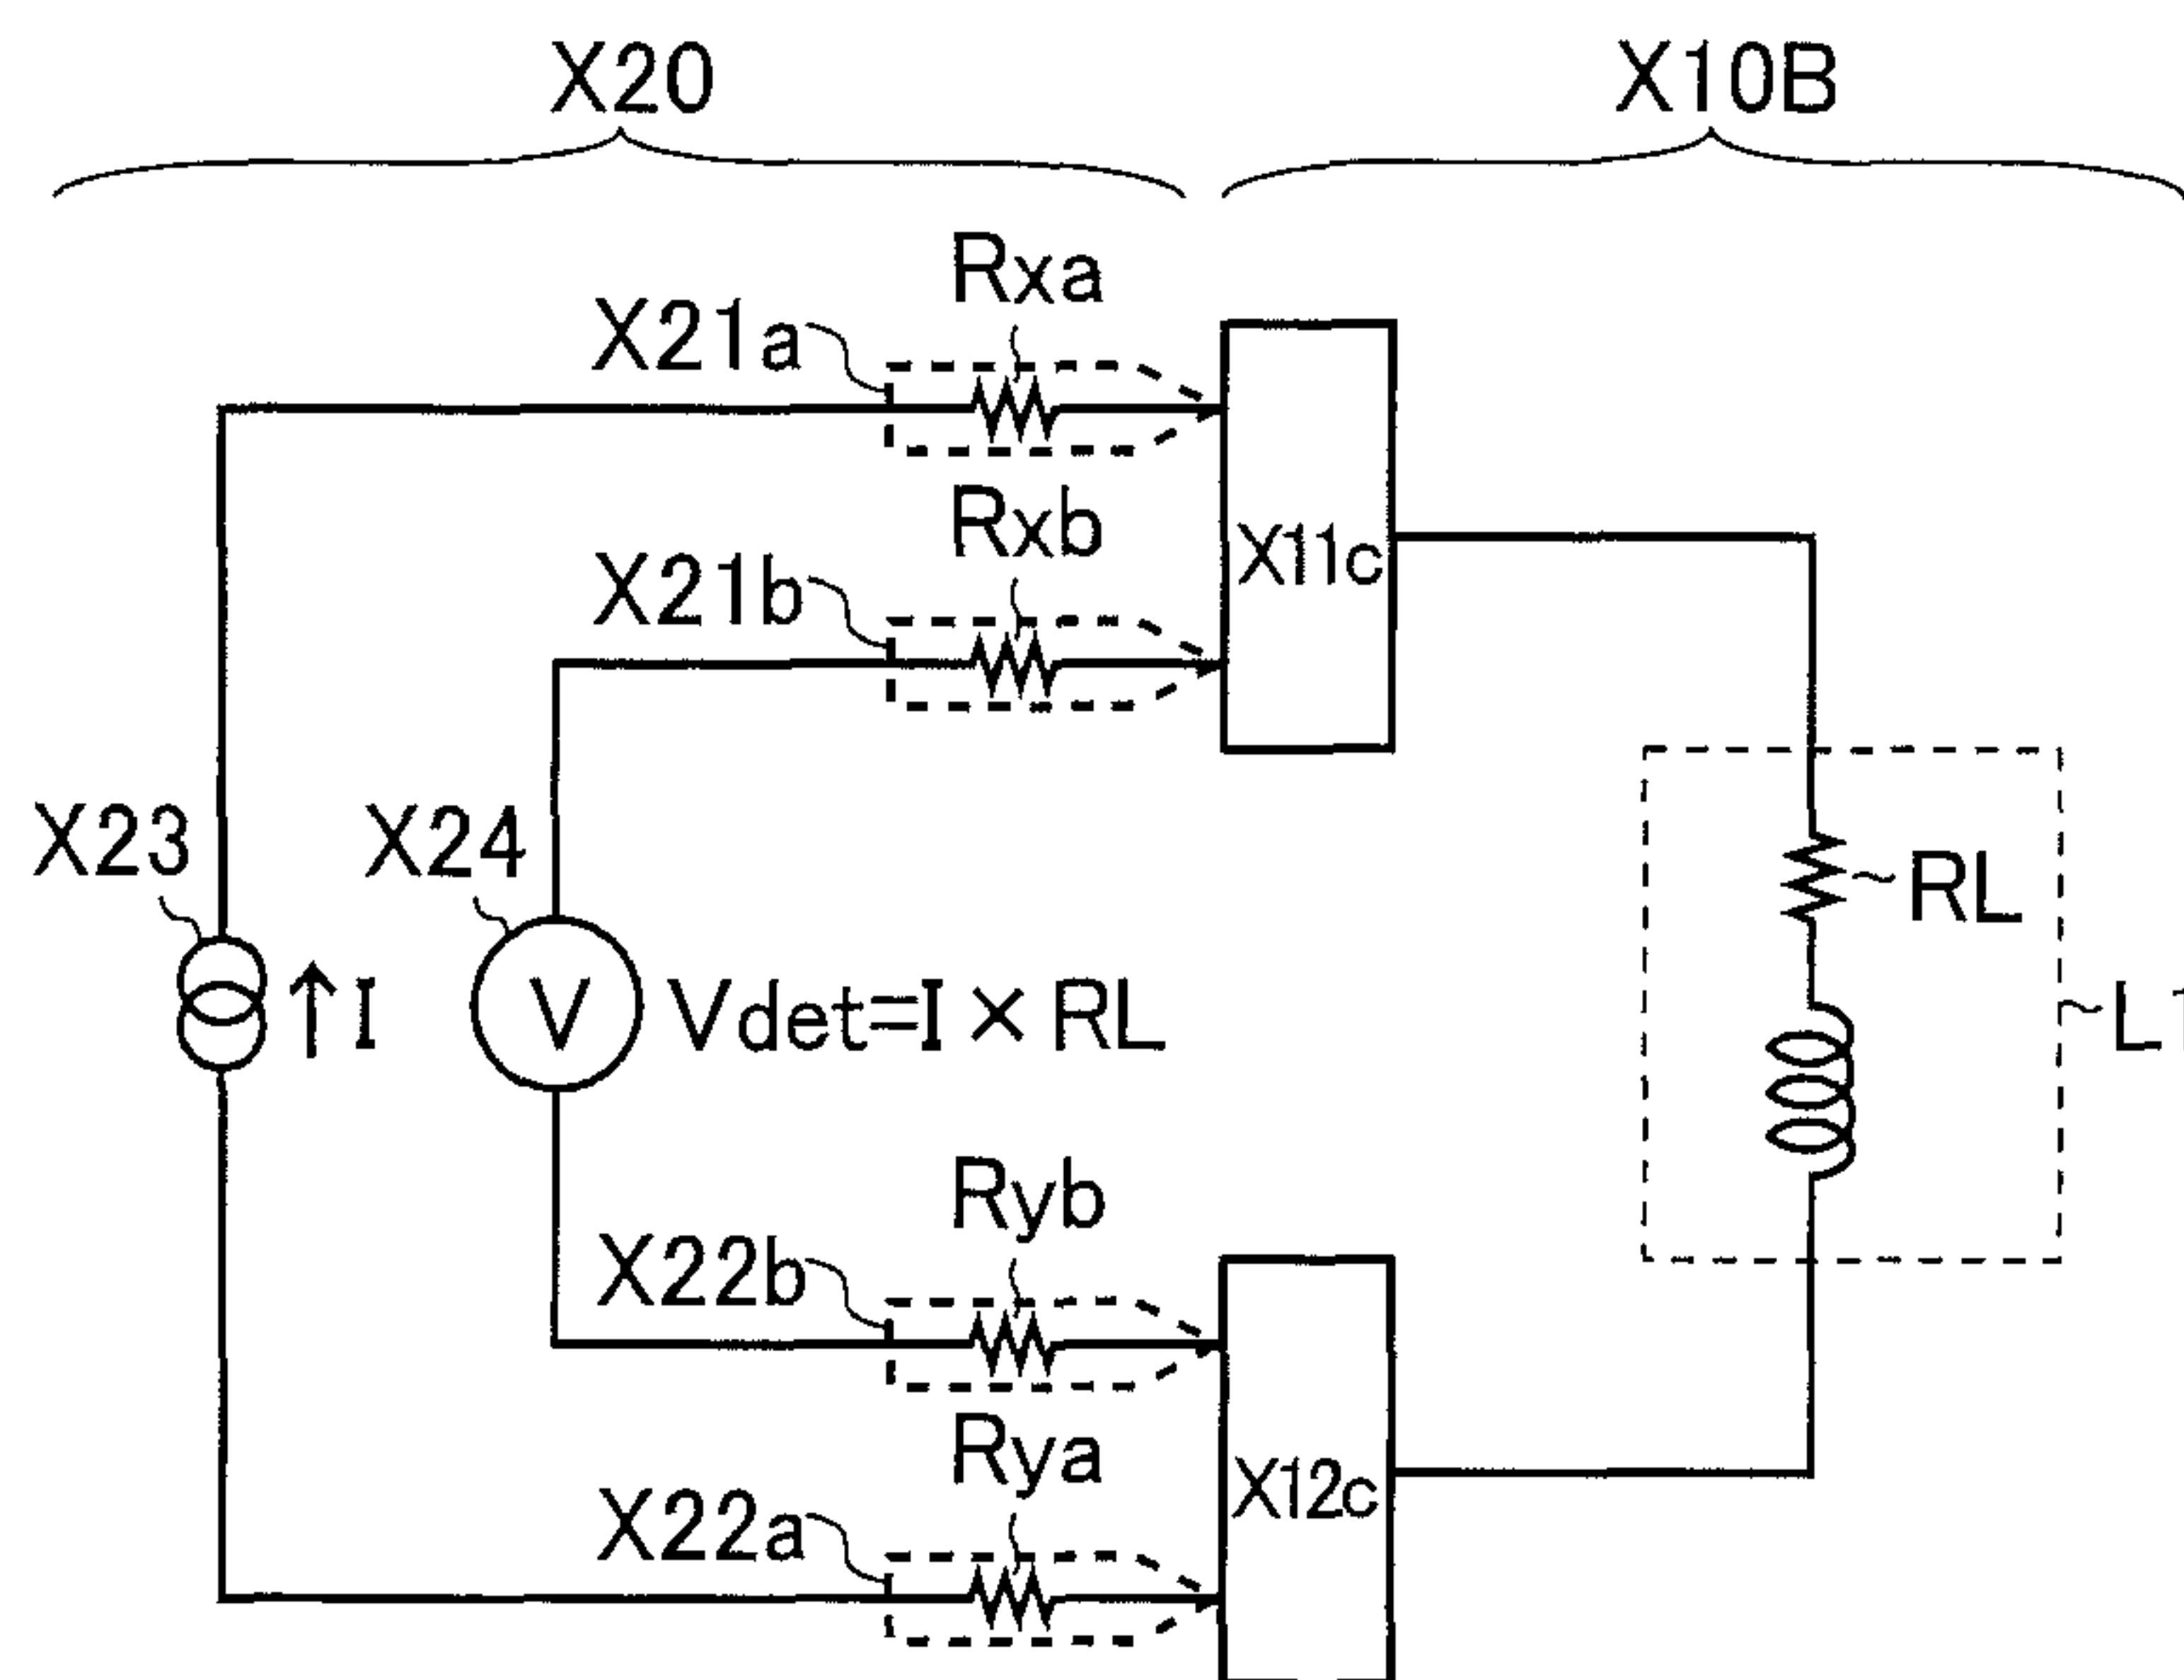 X20
X10B
Rxa
X21a
Rxb
X21b
X11c
X23
X24
RL
↑I
V
Vdet=I×RL
Ryb
X22b
Rya
X22a
X12c